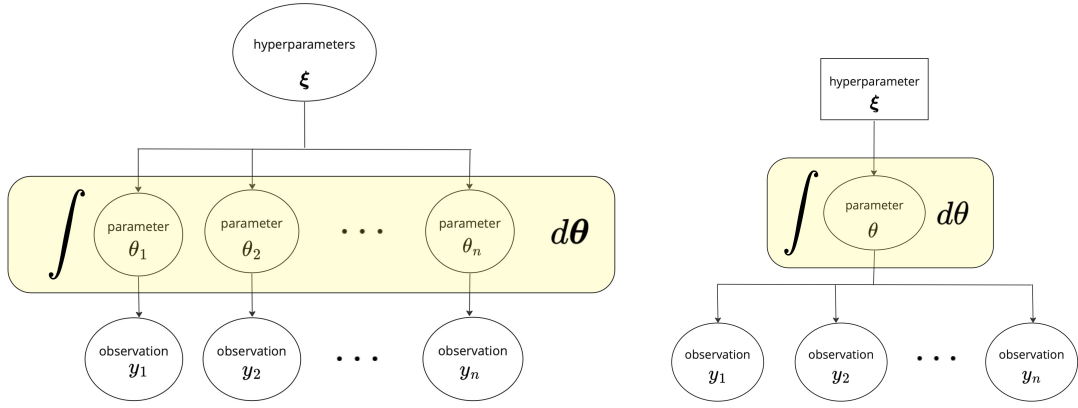 hyperparameters
ξ
∫
parameter
θ₁
parameter
θ₂
...
parameter
θₙ
dθ
observation
y₁
observation
y₂
...
observation
yₙ
hyperparameter
ξ
∫
parameter
θ
dθ
observation
y₁
observation
y₂
...
observation
yₙ